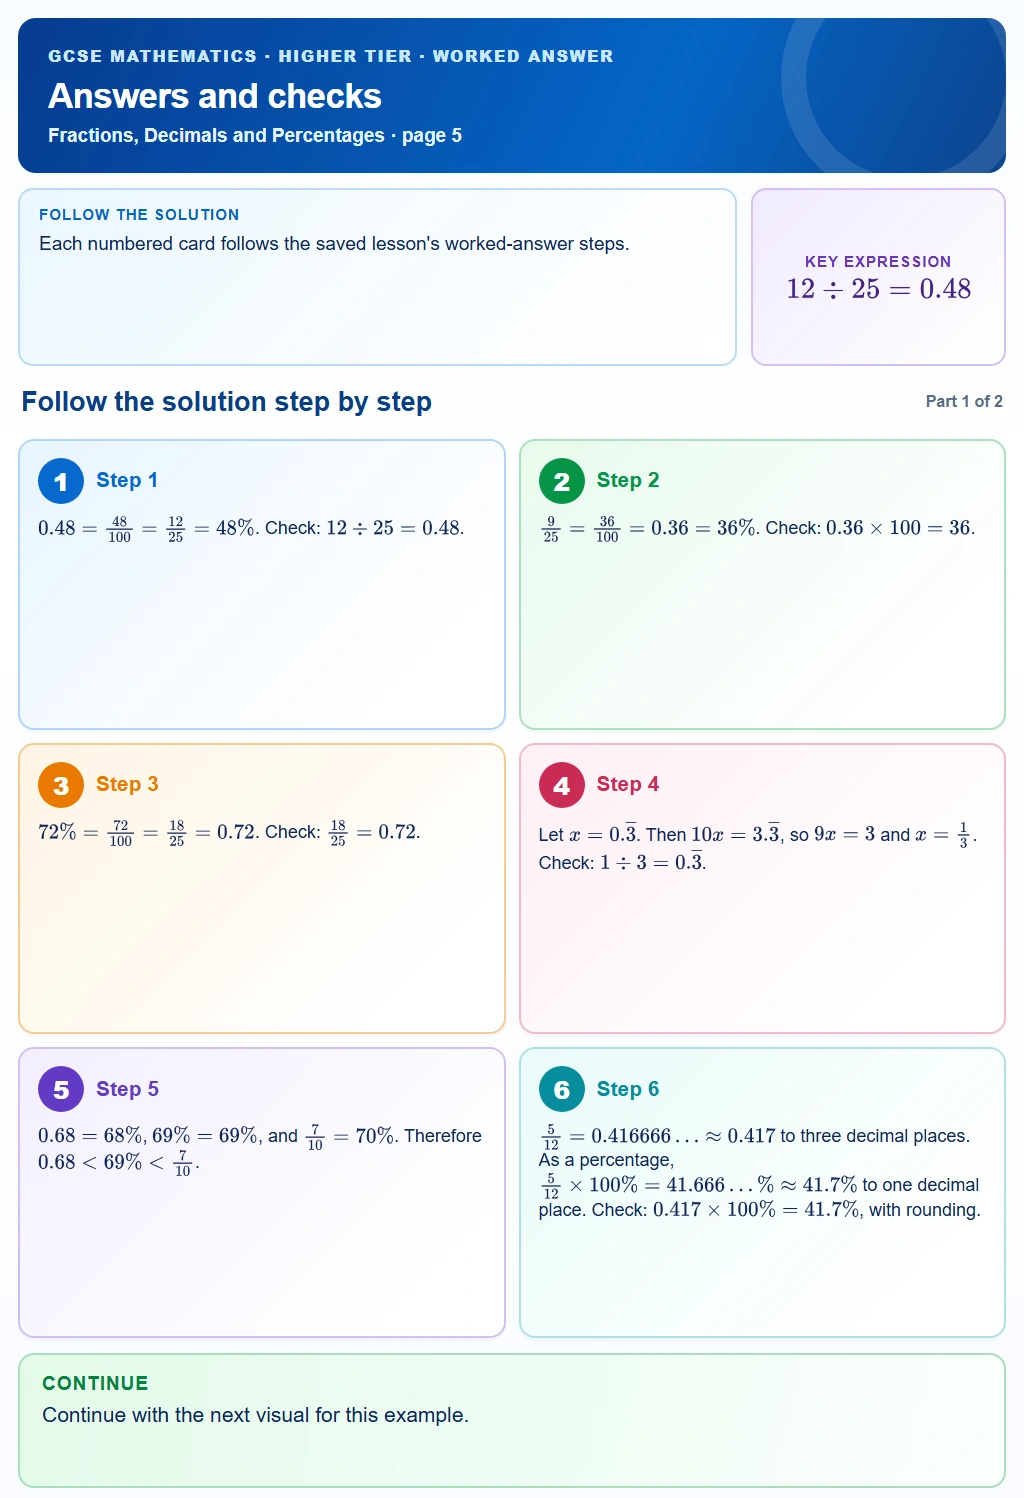 GCSE MATHEMATICS · HIGHER TIER · WORKED ANSWER
Answers and checks
Fractions, Decimals and Percentages · page 5
FOLLOW THE SOLUTION
Each numbered card follows the saved lesson's worked-answer steps.
KEY EXPRESSION
12 ÷ 25 = 0.48
Follow the solution step by step
Part 1 of 2
1 Step 1
0.48 = 48/100 = 12/25 = 48%. Check: 12 ÷ 25 = 0.48.
2 Step 2
9/25 = 36/100 = 0.36 = 36%. Check: 0.36 × 100 = 36.
3 Step 3
72% = 72/100 = 18/25 = 0.72. Check: 18/25 = 0.72.
4 Step 4
Let x = 0.3̅. Then 10x = 3.3̅, so 9x = 3 and x = 1/3.
Check: 1 ÷ 3 = 0.3̅.
5 Step 5
0.68 = 68%, 69% = 69%, and 7/10 = 70%. Therefore
0.68 < 69% < 7/10.
6 Step 6
5/12 = 0.416666… ≈ 0.417 to three decimal places.
As a percentage,
5/12 × 100% = 41.666…% ≈ 41.7% to one decimal
place. Check: 0.417 × 100% = 41.7%, with rounding.
CONTINUE
Continue with the next visual for this example.